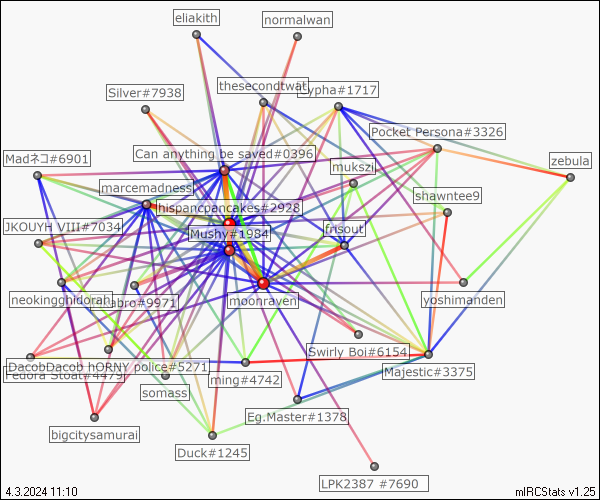 eliakith
normalwan
thesecondtwat
Silver#7938
Cypha#1717
Pocket Persona#3326
Madネコ#6901
Can anything be saved#0396
mukszi
zebula
marcemadness
shawntee9
hispanicpancakes#2928
JKOUYH VIII#7034
Mushy#1984
frisout
neokingghidorah
abro#9971
moonraven
yoshimanden
Swirly Boi#6154
DacobDacob hORNY police#5271
Fedora Stoat#4479
ming#4742
Majestic#3375
somass
Eg.Master#1378
bigcitysamurai
Duck#1245
LPK2387 #7690
4.3.2024 11:10
mIRCStats v1.25